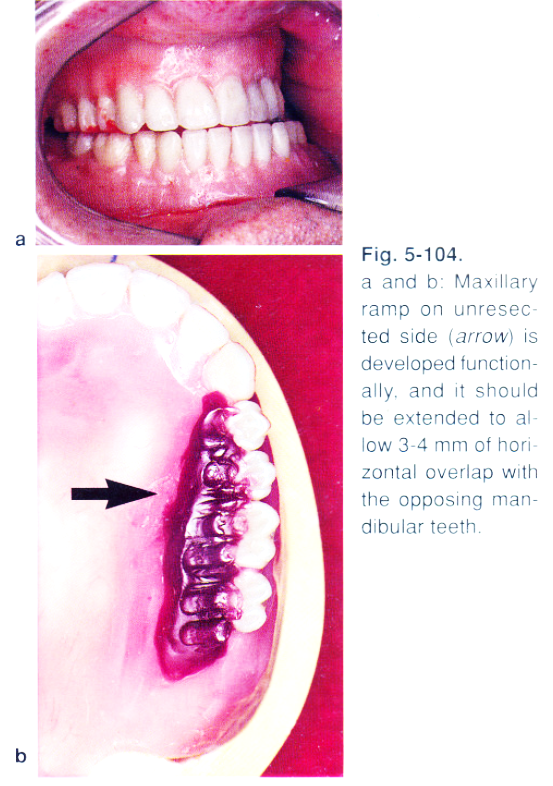 a
Fig. 5-104.
a and b: Maxillary
ramp on unresec-
ted side (arrow) is
developed function-
ally, and it should
be extended to al-
low 3-4 mm of hori-
zontal overlap with
the opposing man-
dibular teeth.
b